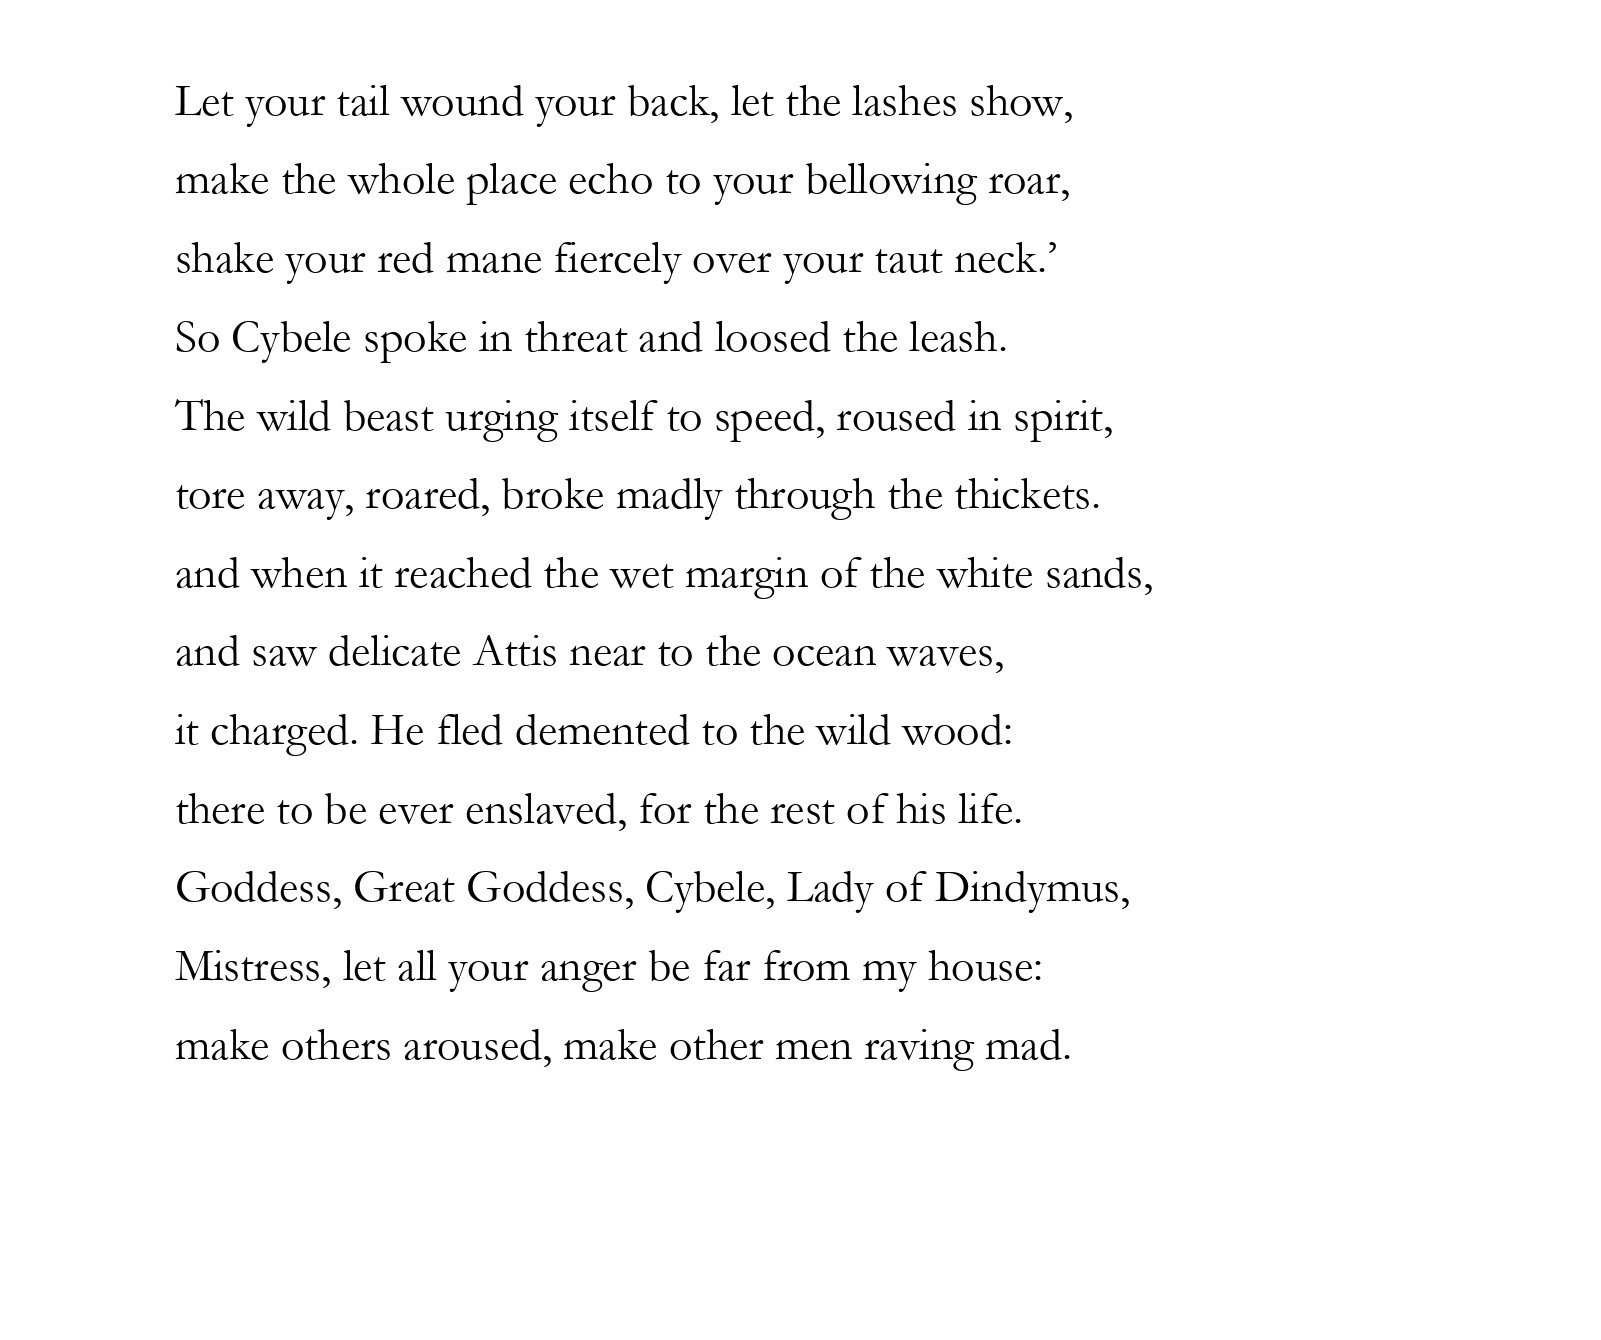 Let your tail wound your back, let the lashes show,
make the whole place echo to your bellowing roar,
shake your red mane fiercely over your taut neck.’
So Cybele spoke in threat and loosed the leash.
The wild beast urging itself to speed, roused in spirit,
tore away, roared, broke madly through the thickets.
and when it reached the wet margin of the white sands,
and saw delicate Attis near to the ocean waves,
it charged. He fled demented to the wild wood:
there to be ever enslaved, for the rest of his life.
Goddess, Great Goddess, Cybele, Lady of Dindymus,
Mistress, let all your anger be far from my house:
make others aroused, make other men raving mad.